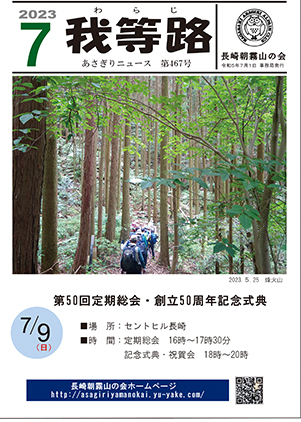 2023
7
わらじ
我等路
あさぎりニュース 第467号
長崎朝霧山の会
令和5年7月1日 事務局発行
2023. 5. 25 烽火山
第50回定期総会・創立50周年記念式典
7/9
(日)
■場 所:セントヒル長崎
■時 間:定期総会 16時~17時30分
記念式典・祝賀会 18時~20時
長崎朝霧山の会ホームページ
http://asagiriyamanokai.yu-yake.com/